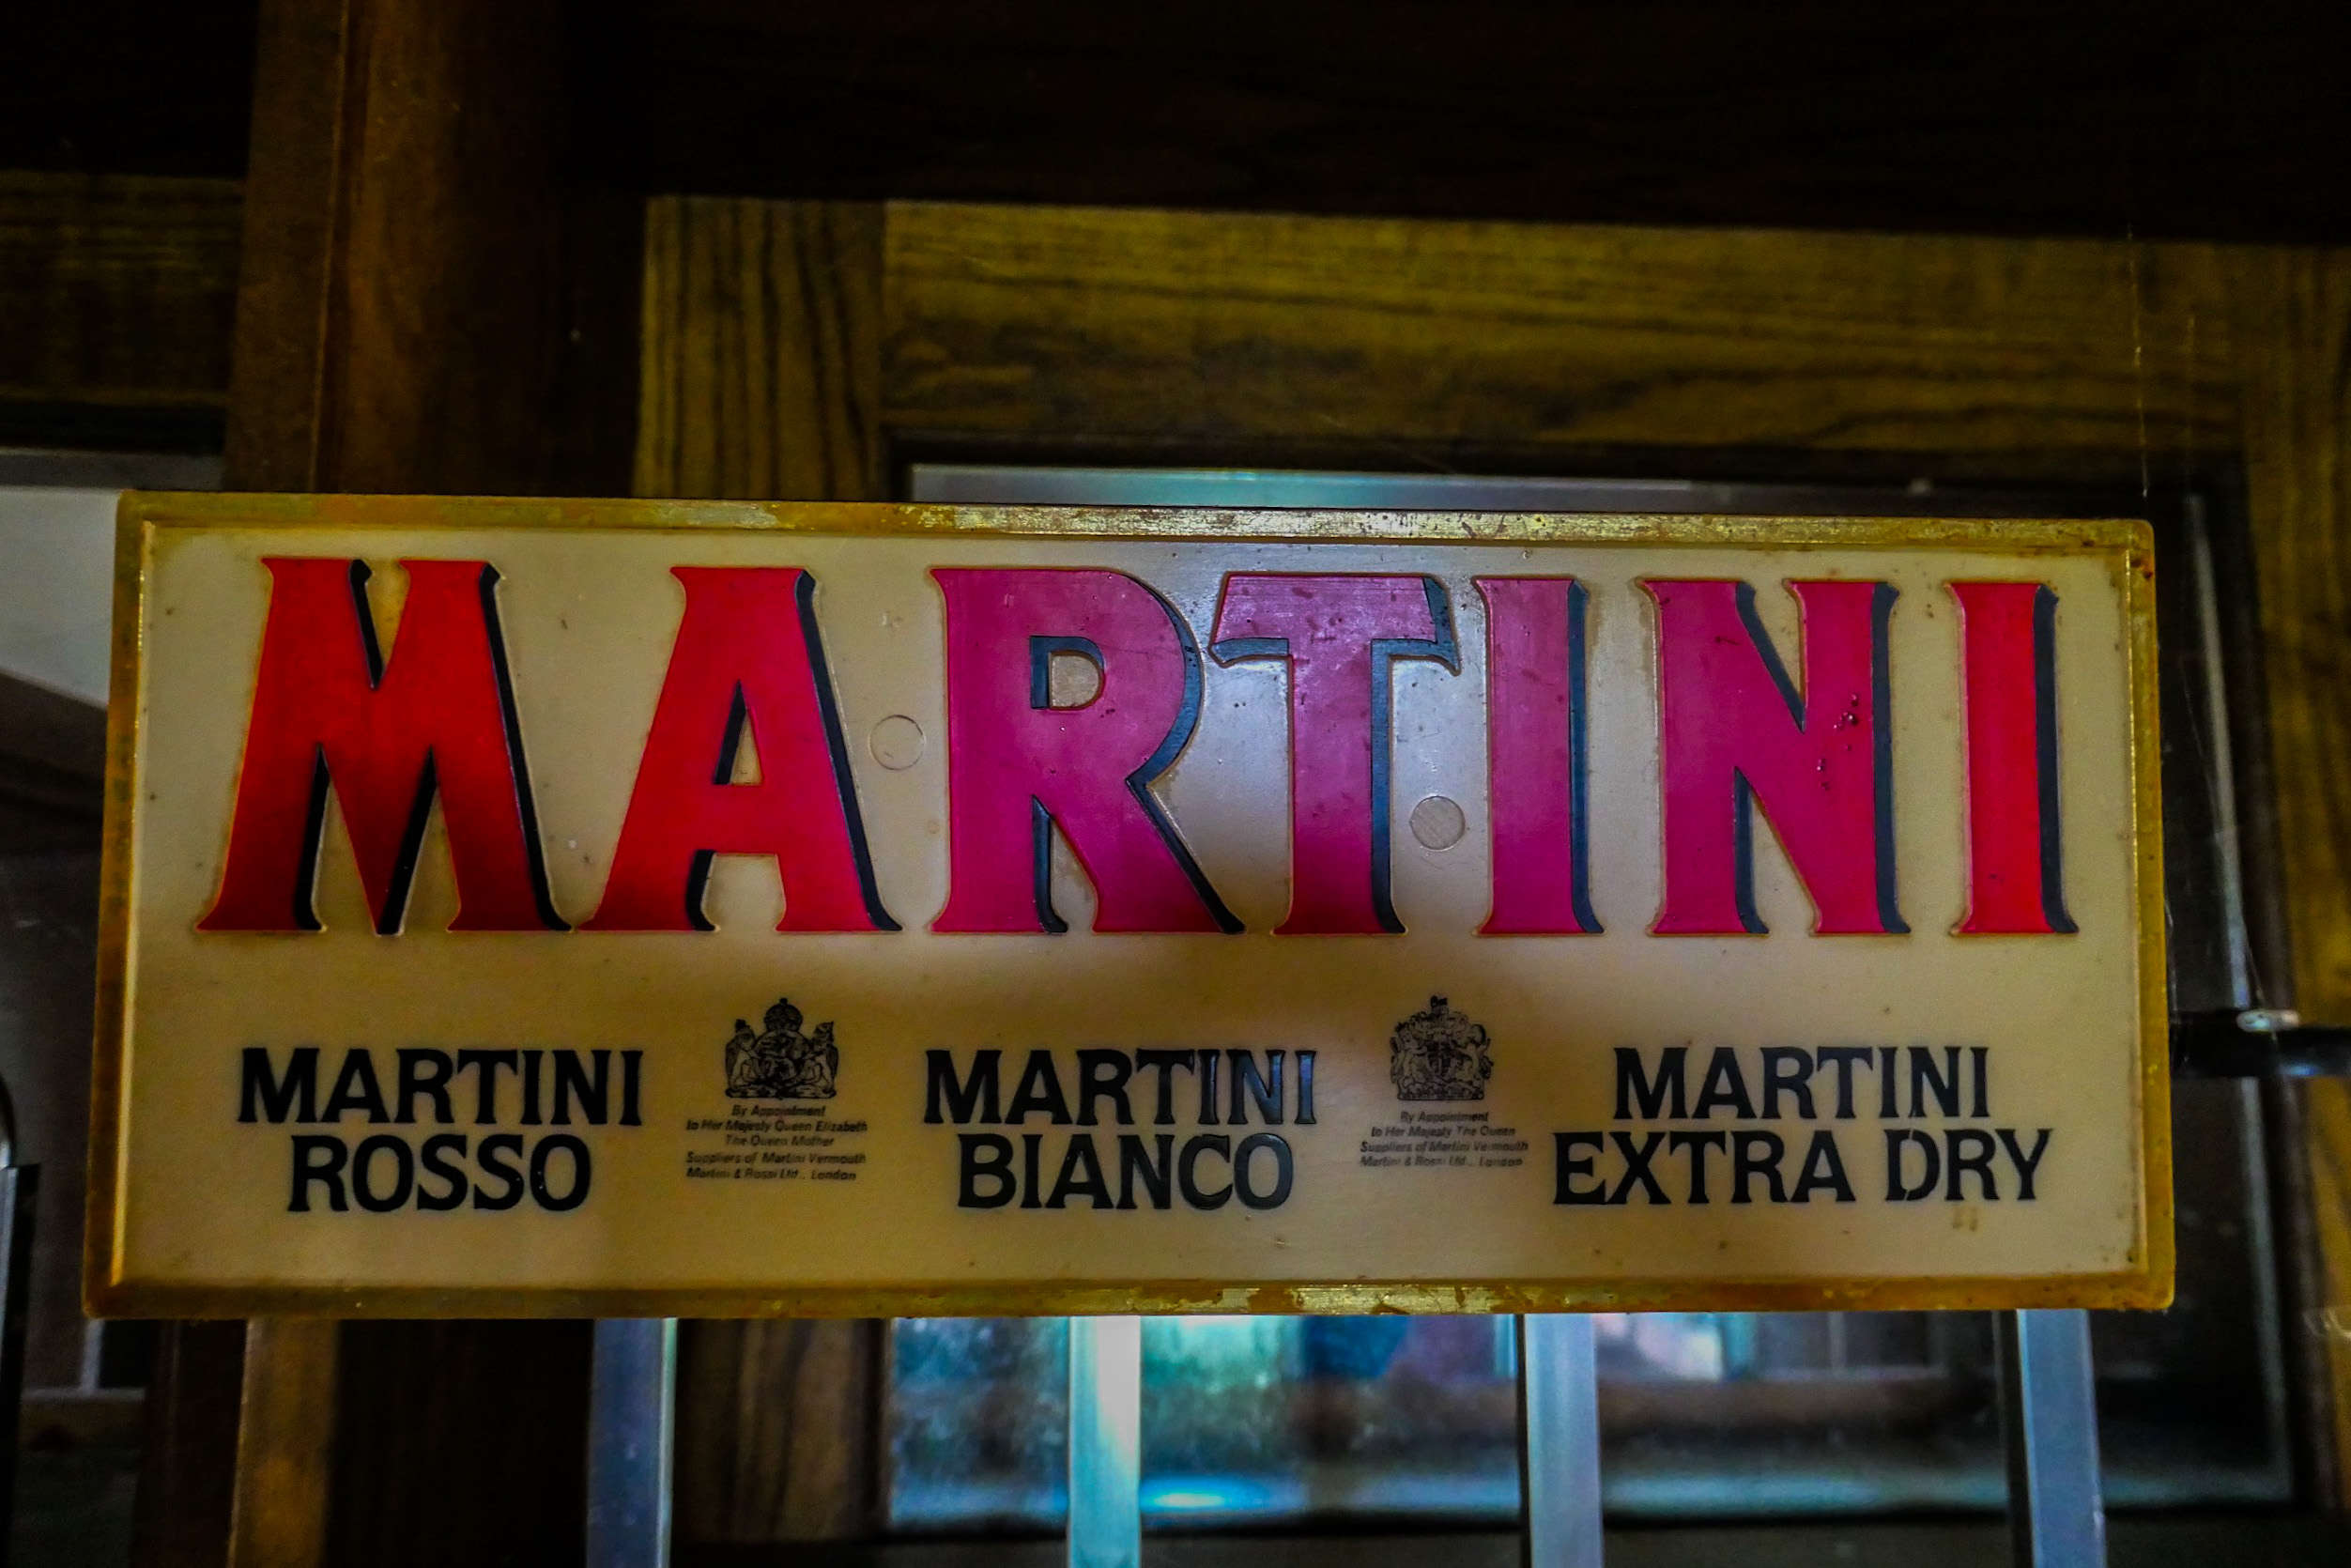 MARTINI
MARTINI
ROSSO
By Appointment
to Her Majesty Queen Elizabeth
The Queen Mother
Suppliers of Martini Vermouth
Martini & Rossi Ltd., London
MARTINI
BIANCO
By Appointment
to Her Majesty The Queen
Suppliers of Martini Vermouth
Martini & Rossi Ltd., London
MARTINI
EXTRA DRY